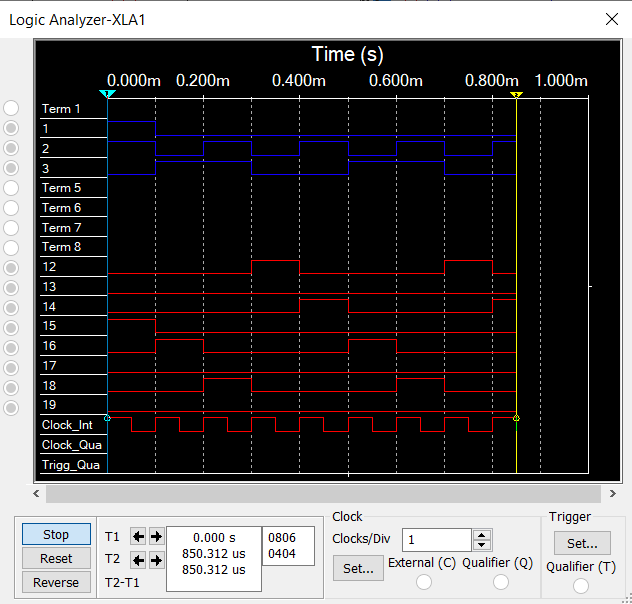 Logic Analyzer-XLA1
Time (s)
0.000m 0.200m 0.400m 0.600m 0.800m 1.000m
Term 1
1
2
3
Term 5
Term 6
Term 7
Term 8
12
13
14
15
16
17
18
19
Clock_Int
Clock_Qua
Trigg_Qua
Stop
Reset
Reverse
T1
T2
T2-T1
0.000 s
850.312 us
850.312 us
0806
0404
Clock
Clocks/Div 1
Set... External (C) Qualifier (Q)
Trigger
Set...
Qualifier (T)